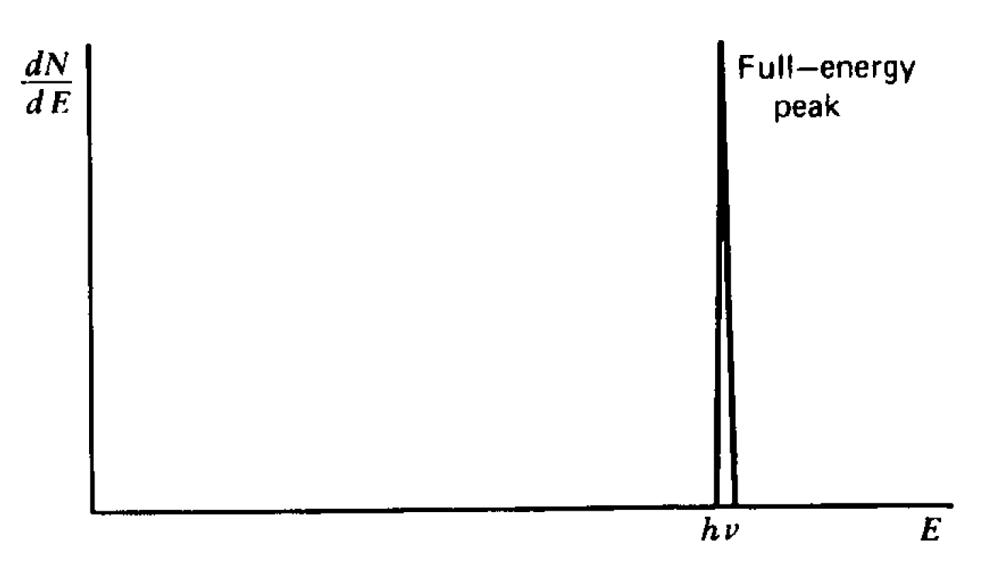 dN
dE
Full—energy
peak
hν
E